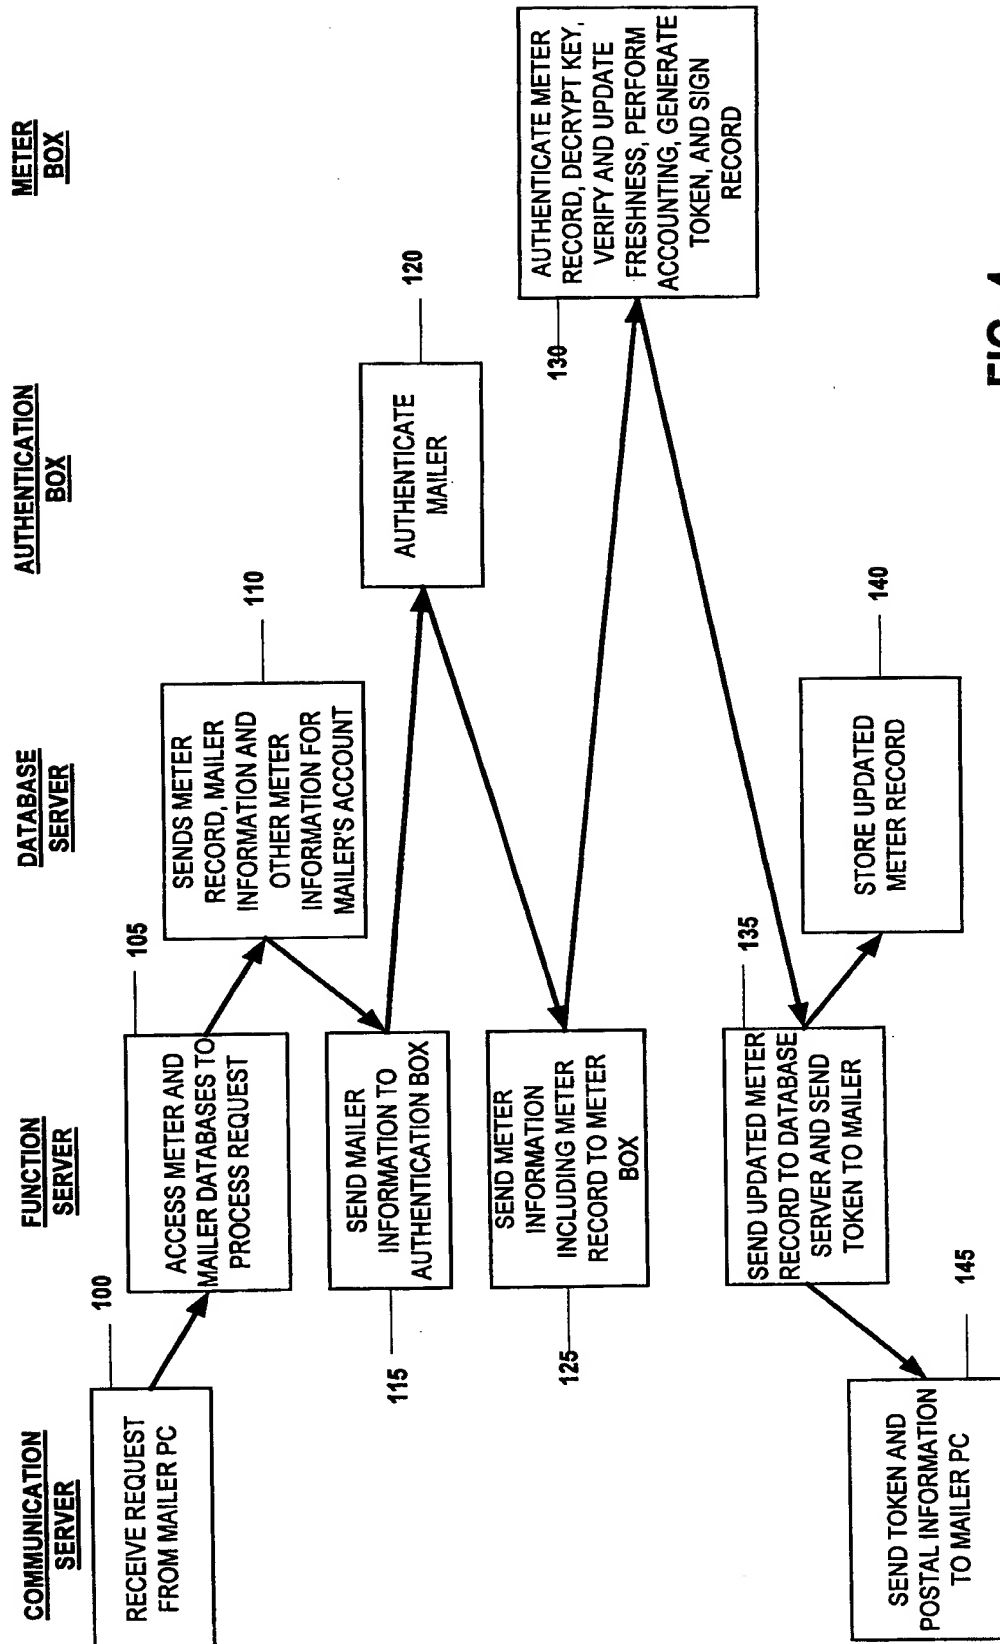 COMMUNICATION
SERVER
FUNCTION
SERVER
DATABASE
SERVER
AUTHENTICATION
BOX
METER
BOX
RECEIVE REQUEST
FROM MAILER PC
100
ACCESS METER AND
MAILER DATABASES TO
PROCESS REQUEST
105
SENDS METER
RECORD, MAILER
INFORMATION AND
OTHER METER
INFORMATION FOR
MAILER'S ACCOUNT
110
115
SEND MAILER
INFORMATION TO
AUTHENTICATION BOX
AUTHENTICATE
MAILER
120
125
SEND METER
INFORMATION
INCLUDING METER
RECORD TO METER
BOX
130
AUTHENTICATE METER
RECORD, DECRYPT KEY,
VERIFY AND UPDATE
FRESHNESS, PERFORM
ACCOUNTING, GENERATE
TOKEN, AND SIGN
RECORD
SEND UPDATED METER
RECORD TO DATABASE
SERVER AND SEND
TOKEN TO MAILER
135
STORE UPDATED
METER RECORD
140
SEND TOKEN AND
POSTAL INFORMATION
TO MAILER PC
145
FIG. 4